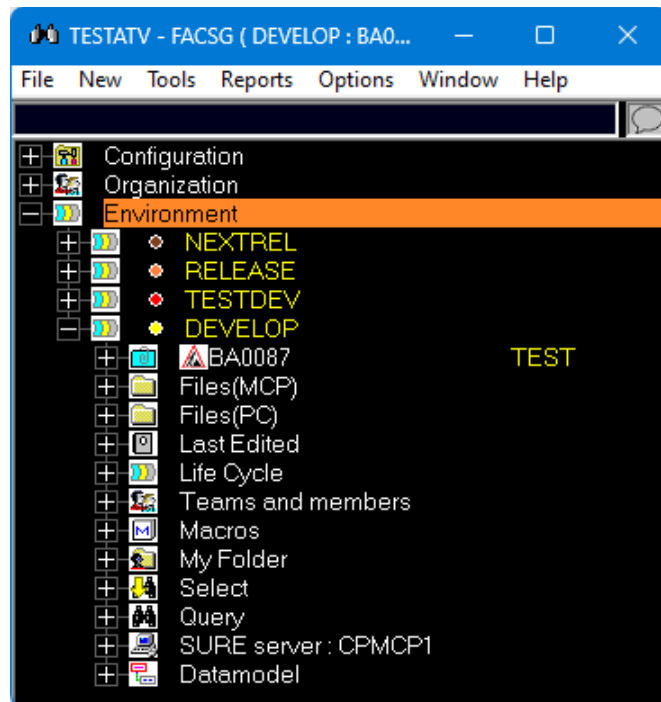 TESTATV - FACSG ( DEVELOP : BA0...
File New Tools Reports Options Window Help
Configuration
Organization
Environment
NEXTREL
RELEASE
TESTDEV
DEVELOP
BA0087 TEST
Files(MCP)
Files(PC)
Last Edited
Life Cycle
Teams and members
Macros
My Folder
Select
Query
SURE server : CPMCP1
Datamodel